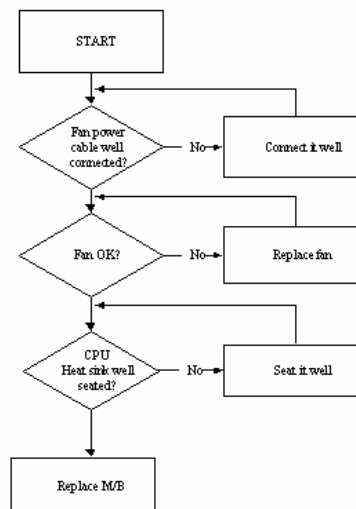 START
Fan power
cable well
connected?
No
Connect it well
Fan OK?
No
Replace fan
CPU
Heat sink well
seated?
No
Seat it well
Replace M/B